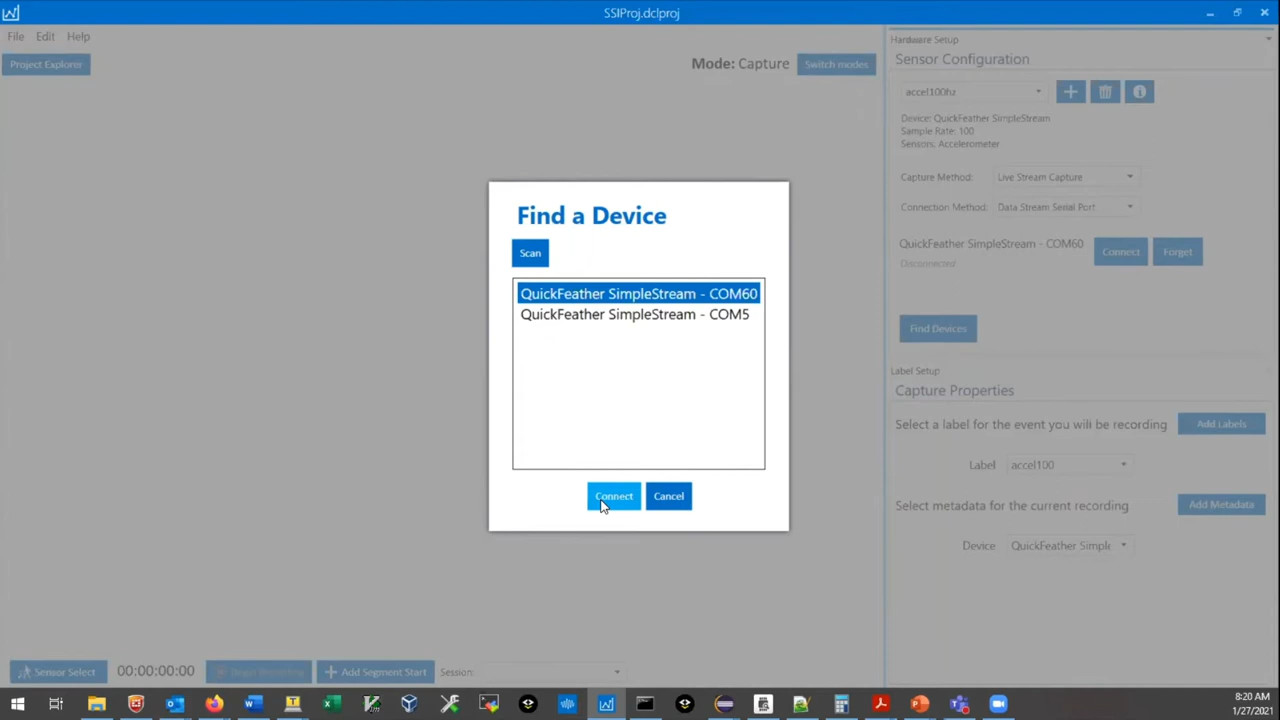 SSIProj.dclproj
File Edit Help
Project Explorer
Mode: Capture
Switch modes
Hardware Setup
Sensor Configuration
accel100hz
Device: QuickFeather SimpleStream
Sample Rate: 100
Sensors: Accelerometer
Capture Method: Live Stream Capture
Connection Method: Data Stream Serial Port
QuickFeather SimpleStream - COM60
Disconnected
Connect
Forget
Find Devices
Label Setup
Capture Properties
Select a label for the event you will be recording
Add Labels
Label accel100
Select metadata for the current recording
Add Metadata
Device QuickFeather Simple
Find a Device
Scan
QuickFeather SimpleStream - COM60
QuickFeather SimpleStream - COM5
Connect
Cancel
Sensor Select
00:00:00:00
Begin Recording
Add Segment Start
Session:
8:20 AM
1/27/2021